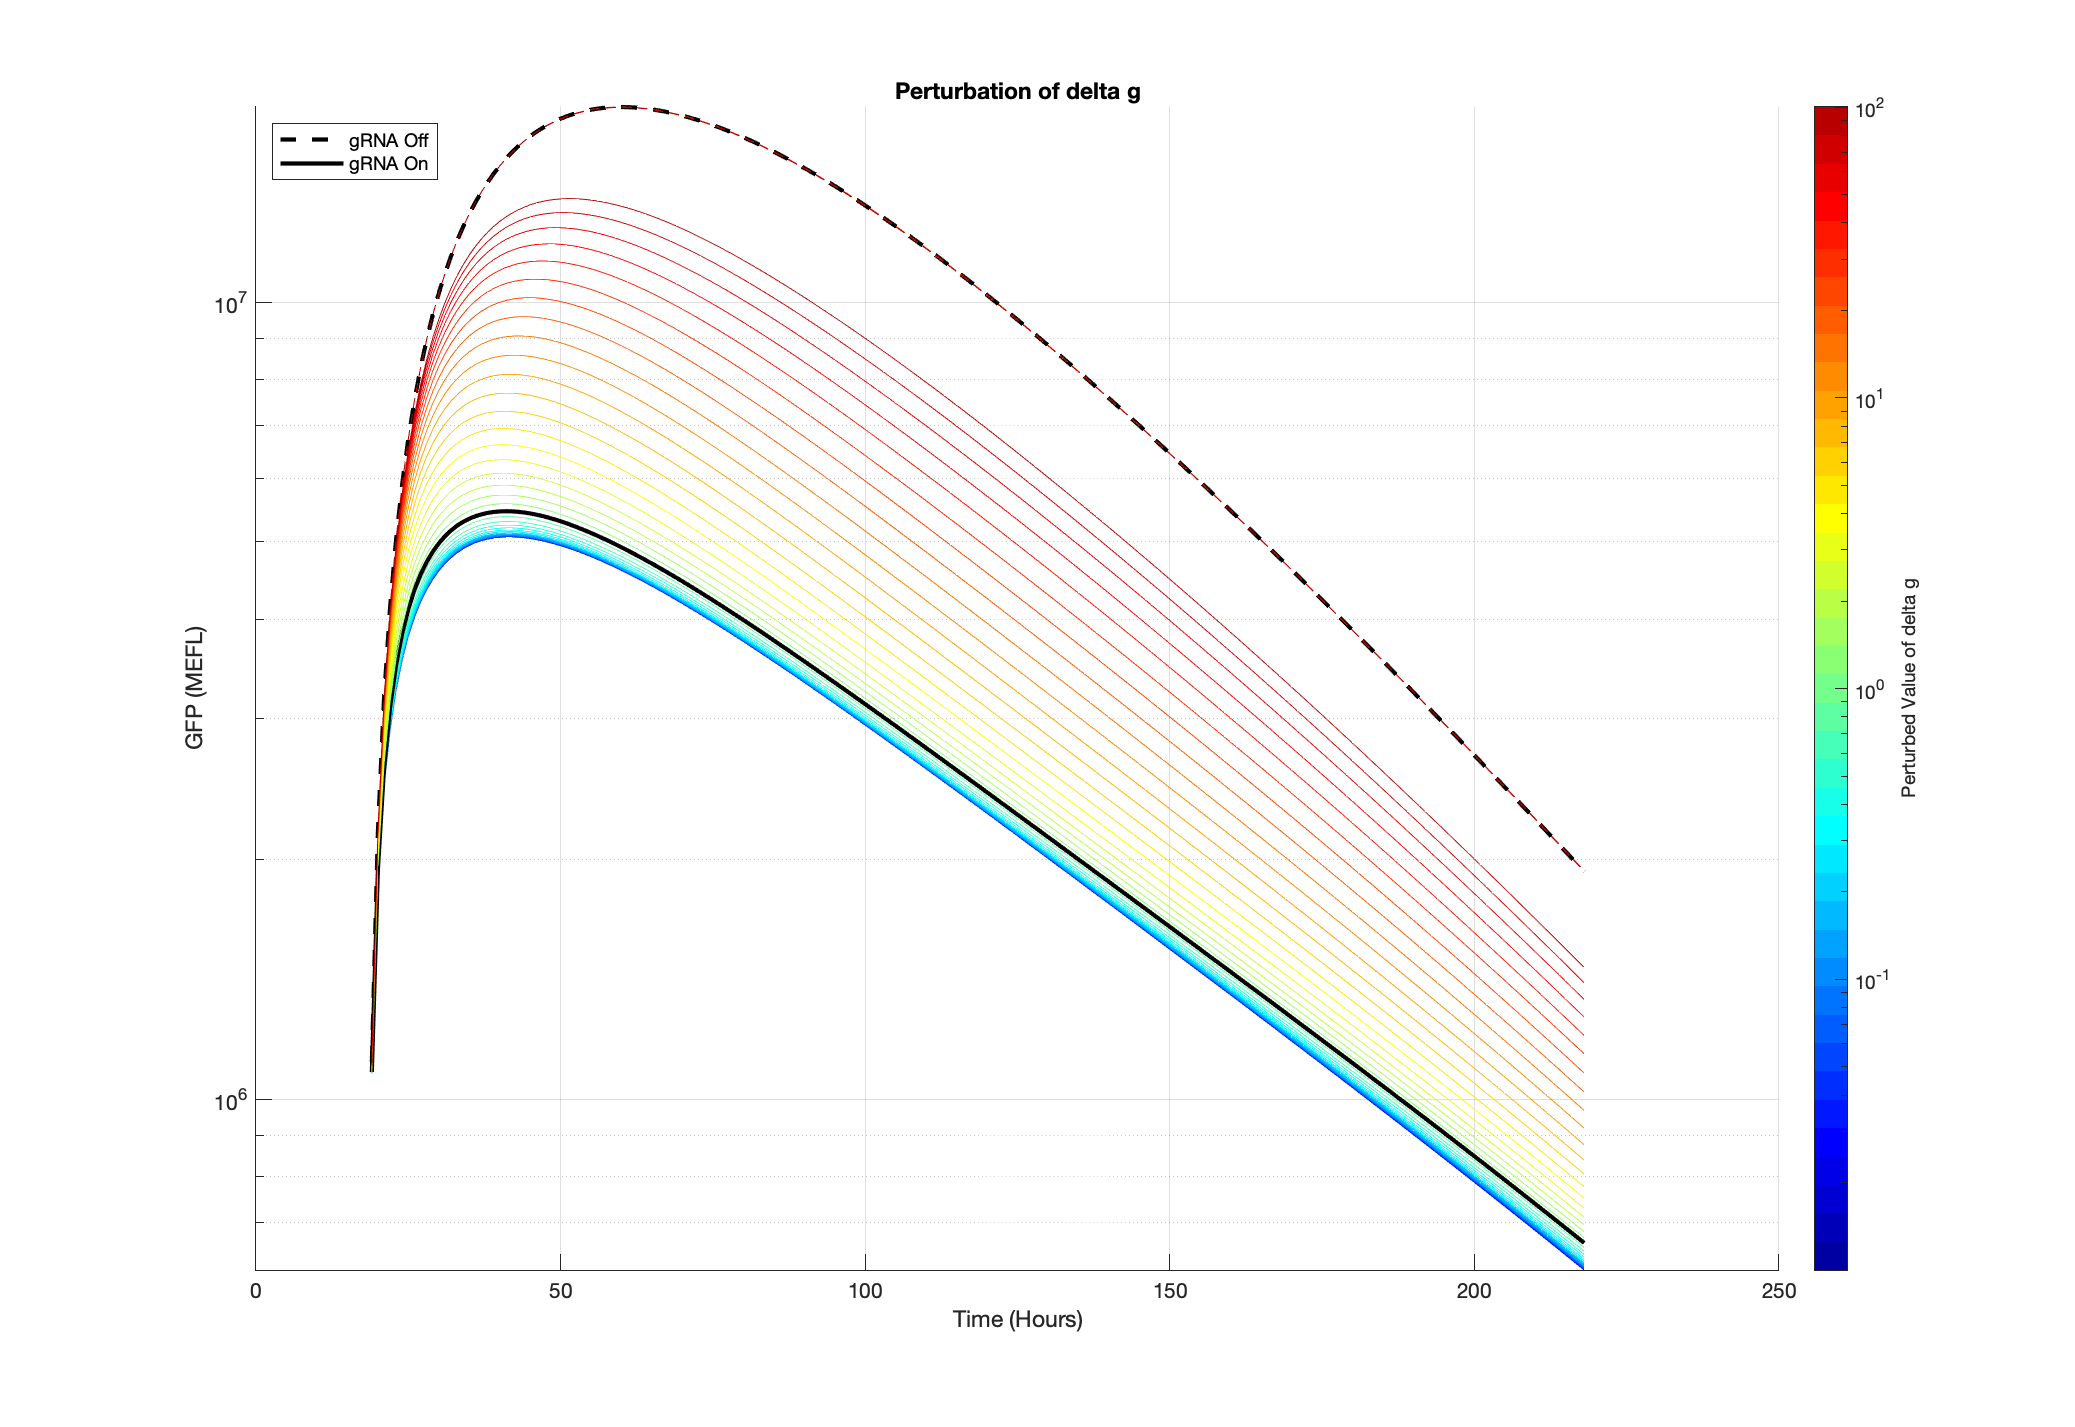 Perturbation of delta g
gRNA Off
gRNA On
10^7
10^6
GFP (MEFL)
0 50 100 150 200 250
Time (Hours)
10^2
10^1
10^0
10^-1
Perturbed Value of delta g